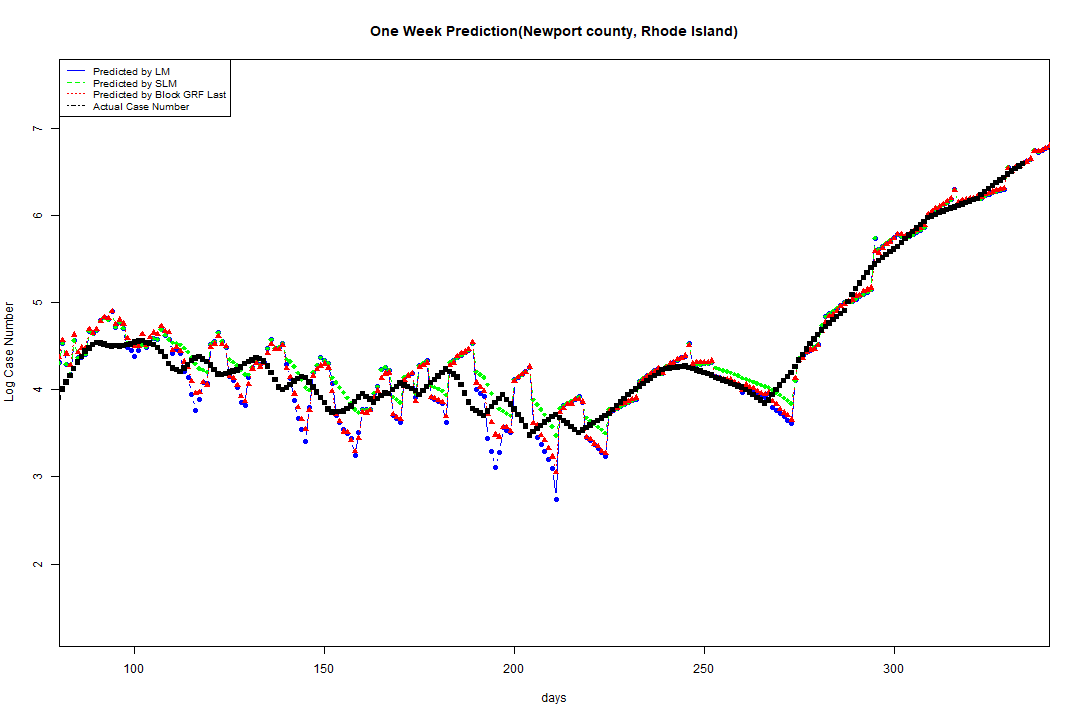 One Week Prediction(Newport county, Rhode Island)
Predicted by LM
Predicted by SLM
Predicted by Block GRF Last
Actual Case Number
Log Case Number
7
6
5
4
3
2
100 150 200 250 300
days